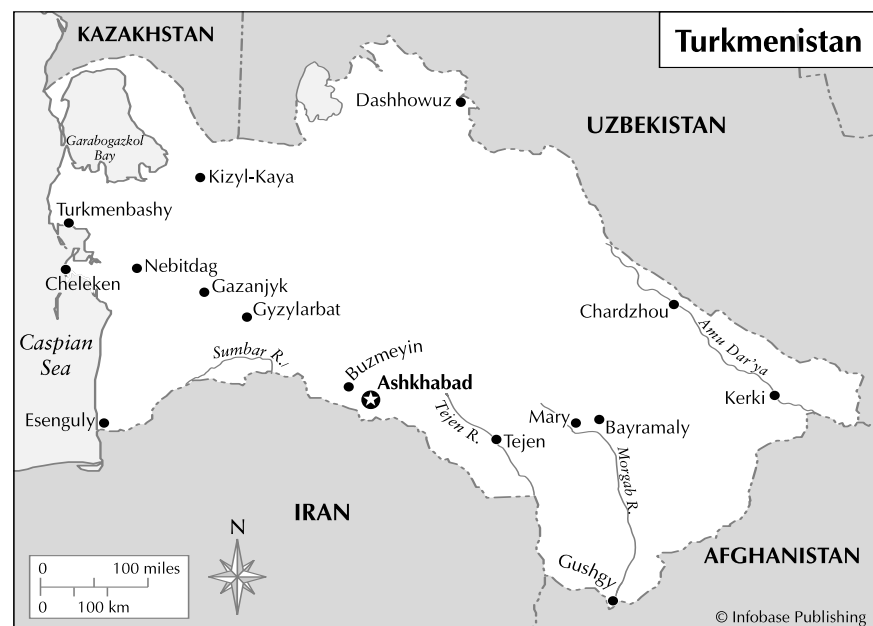 Turkmenistan
KAZAKHSTAN
Dashhowuz
UZBEKISTAN
Garabogazkol
Bay
Kizyl-Kaya
Turkmenbashy
Cheleken
Nebitdag
Gazanjyk
Gyzylarbat
Chardzhou
Amu Dar'ya
Caspian
Sea
Sumbar R.
Buzmeyin
Ashkhabad
Kerki
Esenguly
Tejen R.
Tejen
Mary
Bayramaly
Morgab R.
IRAN
N
AFGHANISTAN
Gushgy
0 100 miles
0 100 km
© Infobase Publishing